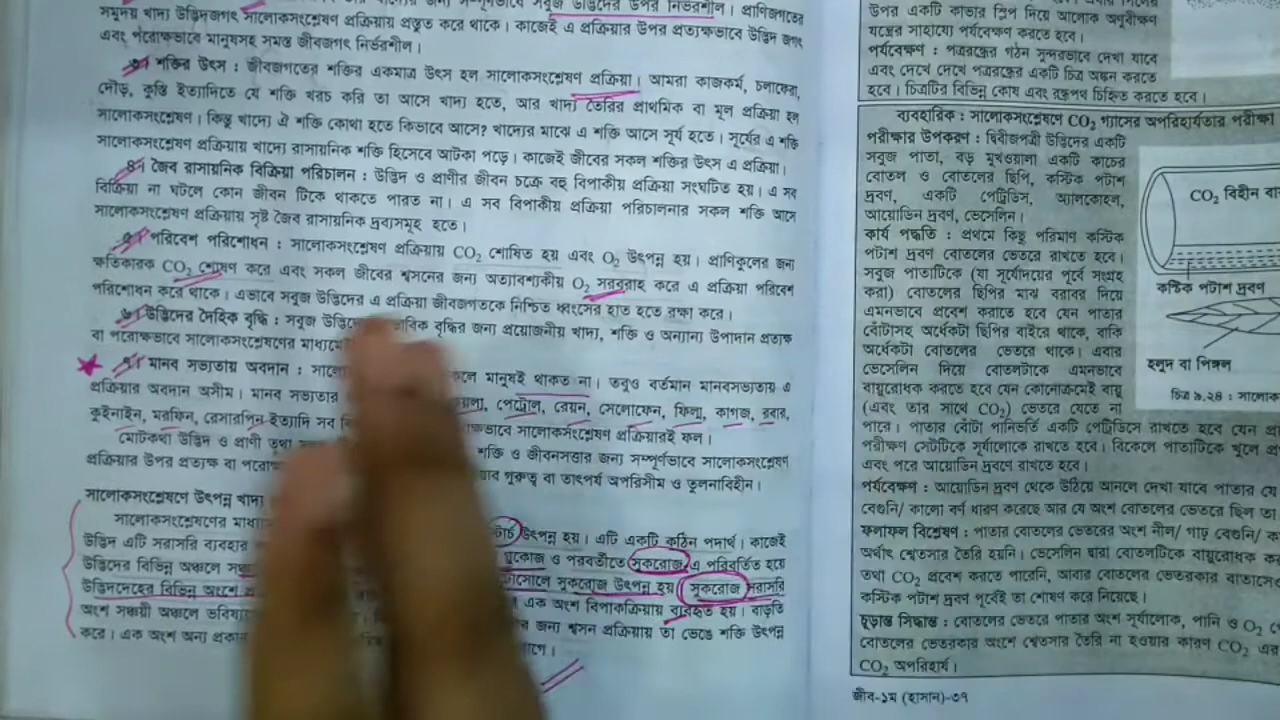 সমুদয় খাদ্য উদ্ভিদজগৎ সালোকসংশ্লেষণ প্রক্রিয়ায় প্রস্তুত করে থাকে। কাজেই এ প্রক্রিয়ার উপর প্রত্যক্ষভাবে উদ্ভিদ জগৎ
এবং পরোক্ষভাবে মানুষসহ সমস্ত জীবজগৎ নির্ভরশীল।
৩। শক্তির উৎস : জীবজগতের শক্তির একমাত্র উৎস হল সালোকসংশ্লেষণ প্রক্রিয়া। আমরা কাজকর্ম, চলাফেরা,
দৌড়, কুস্তি ইত্যাদিতে যে শক্তি খরচ করি তা আসে খাদ্য হতে, আর খাদ্য তৈরির প্রাথমিক বা মূল প্রক্রিয়া হল
সালোকসংশ্লেষণ। কিন্তু খাদ্যে ঐ শক্তি কোথা হতে কিভাবে আসে? খাদ্যের মাঝে এ শক্তি আসে সূর্য হতে। সূর্যের এ শক্তি
সালোকসংশ্লেষণ প্রক্রিয়ায় খাদ্যে রাসায়নিক শক্তি হিসেবে আটকা পড়ে। কাজেই জীবের সকল শক্তির উৎস এ প্রক্রিয়া।
৪। জৈব রাসায়নিক বিক্রিয়া পরিচালন : উদ্ভিদ ও প্রাণীর জীবন চক্রে বহু বিপাকীয় প্রক্রিয়া সংঘটিত হয়। এ সব
বিক্রিয়া না ঘটলে কোন জীবন টিকে থাকতে পারত না। এ সব বিপাকীয় প্রক্রিয়া পরিচালনার সকল শক্তি আসে
সালোকসংশ্লেষণ প্রক্রিয়ায় সৃষ্ট জৈব রাসায়নিক দ্রব্যসমূহ হতে।
৫। পরিবেশ পরিশোধন : সালোকসংশ্লেষণ প্রক্রিয়ায় CO₂ শোষিত হয় এবং O₂ উৎপন্ন হয়। প্রাণিকুলের জন্য
ক্ষতিকারক CO₂ শোষণ করে এবং সকল জীবের শ্বসনের জন্য অত্যাবশ্যকীয় O₂ সরবরাহ করে এ প্রক্রিয়া পরিবেশ
পরিশোধন করে থাকে। এভাবে সবুজ উদ্ভিদের এ প্রক্রিয়া জীবজগতকে নিশ্চিত ধ্বংসের হাত হতে রক্ষা করে।
৬। উদ্ভিদের দৈহিক বৃদ্ধি : সবুজ বৃদ্ধির জন্য প্রয়োজনীয় খাদ্য, শক্তি ও অন্যান্য উপাদান প্রত্যক্ষ
বা পরোক্ষভাবে সালোকসংশ্লেষণের
৭। মানব সভ্যতায় অবদান : মানুষই থাকত না। তবুও বর্তমান মানবসভ্যতায় এ
প্রক্রিয়ার অবদান অসীম। মানব সভ্যতার পেট্রোল, রেয়ন, সেলোফেন, ফিল্ম, কাগজ, রবার,
কুইনাইন, মরফিন, রেসারপিন ইত্যাদি সব সালোকসংশ্লেষণ প্রক্রিয়ারই ফল।
মোটকথা উদ্ভিদ ও প্রাণী তথা শক্তি ও জীবনসত্তার জন্য সম্পূর্ণভাবে সালোকসংশ্লেষণ
প্রক্রিয়ার উপর প্রত্যক্ষ বা গুরুত্ব বা তাৎপর্য অপরিসীম ও তুলনাবিহীন।
সালোকসংশ্লেষণে উৎপন্ন খাদ্য
সালোকসংশ্লেষণের উৎপন্ন হয়। এটি একটি কঠিন পদার্থ। কাজেই
উদ্ভিদ এটি সরাসরি ব্যবহার ও পরবর্তীতে সুকরোজ এ পরিবর্তিত হয়ে
উদ্ভিদের বিভিন্ন অঞ্চলে সুকরোজ উৎপন্ন হয় সুকরোজ সরাসরি
উদ্ভিদদেহের বিভিন্ন অংশে এক অংশ বিপাকক্রিয়ায় ব্যবহৃত হয়। বাড়তি
অংশ সঞ্চয়ী অঞ্চলে জন্য শ্বসন প্রক্রিয়ায় তা ভেঙে শক্তি উৎপন্ন
করে। এক অংশ অন্য
উপর একটি কাভার স্লিপ দিয়ে আলোক অণুবীক্ষণ
যন্ত্রের সাহায্যে পর্যবেক্ষণ করতে হবে।
পর্যবেক্ষণ : পত্ররন্ধ্রের গঠন সুন্দরভাবে দেখা যাবে
এবং দেখে দেখে পত্ররন্ধ্রের একটি চিত্র অঙ্কন করতে
হবে। চিত্রটির বিভিন্ন কোষ এবং রন্ধ্রপথ চিহ্নিত করতে হবে।
ব্যবহারিক : সালোকসংশ্লেষণে CO₂ গ্যাসের অপরিহার্যতার পরীক্ষা
পরীক্ষার উপকরণ : দ্বিবীজপত্রী উদ্ভিদের একটি
সবুজ পাতা, বড় মুখওয়ালা একটি কাচের
বোতল ও বোতলের ছিপি, কস্টিক পটাশ
দ্রবণ, একটি পেট্রিডিস, অ্যালকোহল,
আয়োডিন দ্রবণ, ভেসেলিন।
কার্য পদ্ধতি : প্রথমে কিছু পরিমাণ কস্টিক
পটাশ দ্রবণ বোতলের ভেতরে রাখতে হবে।
সবুজ পাতাটিকে (যা সূর্যোদয়ের পূর্বে সংগ্রহ
করা) বোতলের ছিপির মাঝ বরাবর দিয়ে
এমনভাবে প্রবেশ করাতে হবে যেন পাতার
বোঁটাসহ অর্ধেকটা ছিপির বাইরে থাকে, বাকি
অর্ধেকটা বোতলের ভেতরে থাকে। এবার
ভেসেলিন দিয়ে বোতলটাকে এমনভাবে
বায়ুরোধক করতে হবে যেন কোনোক্রমেই বায়ু
(এবং তার সাথে CO₂) ভেতরে যেতে না
পারে। পাতার বোঁটা পানিভর্তি একটি পেট্রিডিসে রাখতে হবে যেন
পরীক্ষণ সেটটিকে সূর্যালোকে রাখতে হবে। বিকেলে পাতাটিকে খুলে
এবং পরে আয়োডিন দ্রবণে রাখতে হবে।
পর্যবেক্ষণ : আয়োডিন দ্রবণ থেকে উঠিয়ে আনলে দেখা যাবে পাতার যে
বেগুনি/ কালো বর্ণ ধারণ করেছে আর যে অংশ বোতলের ভেতরে ছিল তা
ফলাফল বিশ্লেষণ : পাতার বোতলের ভেতরের অংশ নীল/ গাঢ় বেগুনি/
অর্থাৎ শ্বেতসার তৈরি হয়নি। ভেসেলিন দ্বারা বোতলটিকে বায়ুরোধক
তথা CO₂ প্রবেশ করতে পারেনি, আবার বোতলের ভেতরকার
কস্টিক পটাশ দ্রবণ পূর্বেই তা শোষণ করে নিয়েছে।
চূড়ান্ত সিদ্ধান্ত : বোতলের ভেতরে পাতার অংশ সূর্যালোক, পানি ও O₂
বোতলের ভেতরকার অংশে শ্বেতসার তৈরি না হওয়ার কারণ CO₂
CO₂ অপরিহার্য।
CO₂ বিহীন
কস্টিক পটাশ দ্রবণ
হলুদ বা পিঙ্গল
চিত্র ৯.২৪ :
জীব-১ম (হাসান)-৩৭